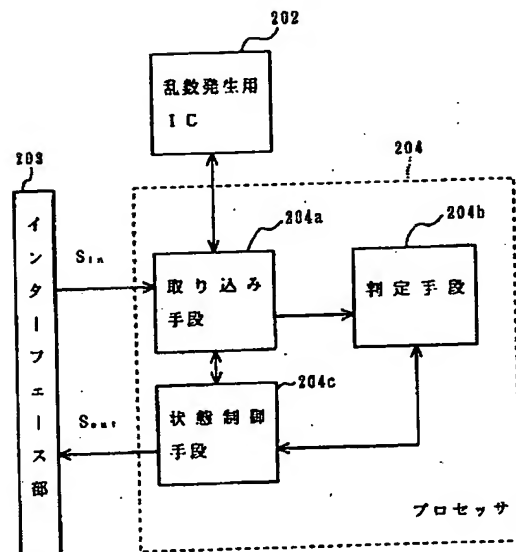 202
乱数発生用
IC
203
インターフェース部
204
204a
204b
Sin
取り込み
手段
判定手段
204c
Sout
状態制御
手段
プロセッサ